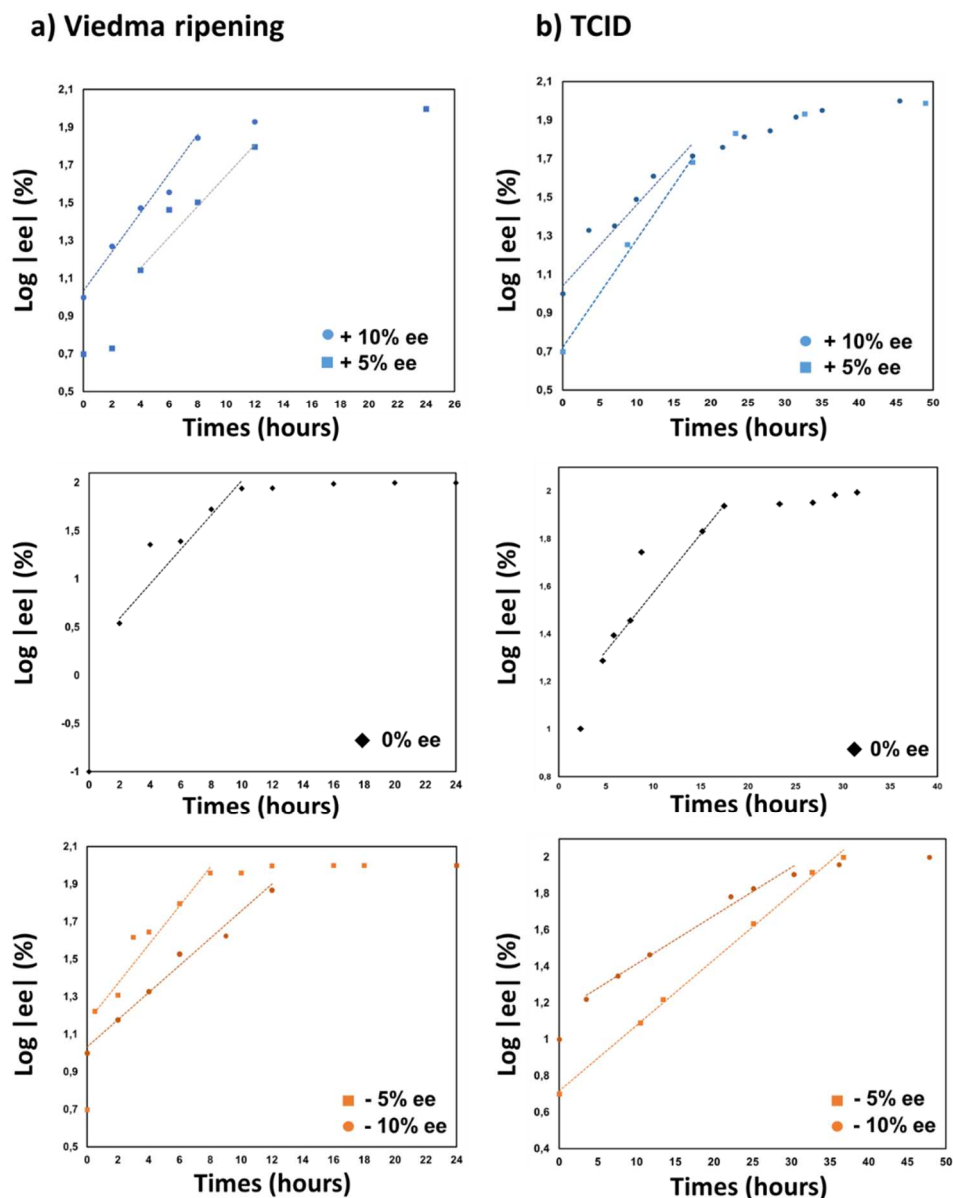 a) Viedma ripening
b) TCID
Log |ee| (%)
2,1
1,9
1,7
1,5
1,3
1,1
0,9
0,7
0,5
0 2 4 6 8 10 12 14 16 18 20 22 24 26
Times (hours)
+ 10% ee
+ 5% ee
Log |ee| (%)
2,1
1,9
1,7
1,5
1,3
1,1
0,9
0,7
0,5
0 5 10 15 20 25 30 35 40 45 50
Times (hours)
+ 10% ee
+ 5% ee
Log |ee| (%)
2
1,5
1
0,5
0
-0,5
-1
0 2 4 6 8 10 12 14 16 18 20 22 24
Times (hours)
0% ee
Log |ee| (%)
2
1,8
1,6
1,4
1,2
1
0,8
0 5 10 15 20 25 30 35 40
Times (hours)
0% ee
Log |ee| (%)
2,1
1,9
1,7
1,5
1,3
1,1
0,9
0,7
0,5
0 2 4 6 8 10 12 14 16 18 20 22 24
Times (hours)
- 5% ee
- 10% ee
Log |ee| (%)
2
1,8
1,6
1,4
1,2
1
0,8
0,6
0,4
0 5 10 15 20 25 30 35 40 45 50
Times (hours)
- 5% ee
- 10% ee